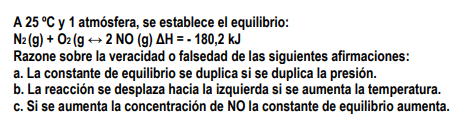 A 25 ºC y 1 atmósfera, se establece el equilibrio:
N₂ (g) + O₂ (g ↔ 2 NO (g) ΔH = - 180,2 kJ
Razone sobre la veracidad o falsedad de las siguientes afirmaciones:
a. La constante de equilibrio se duplica si se duplica la presión.
b. La reacción se desplaza hacia la izquierda si se aumenta la temperatura.
c. Si se aumenta la concentración de NO la constante de equilibrio aumenta.